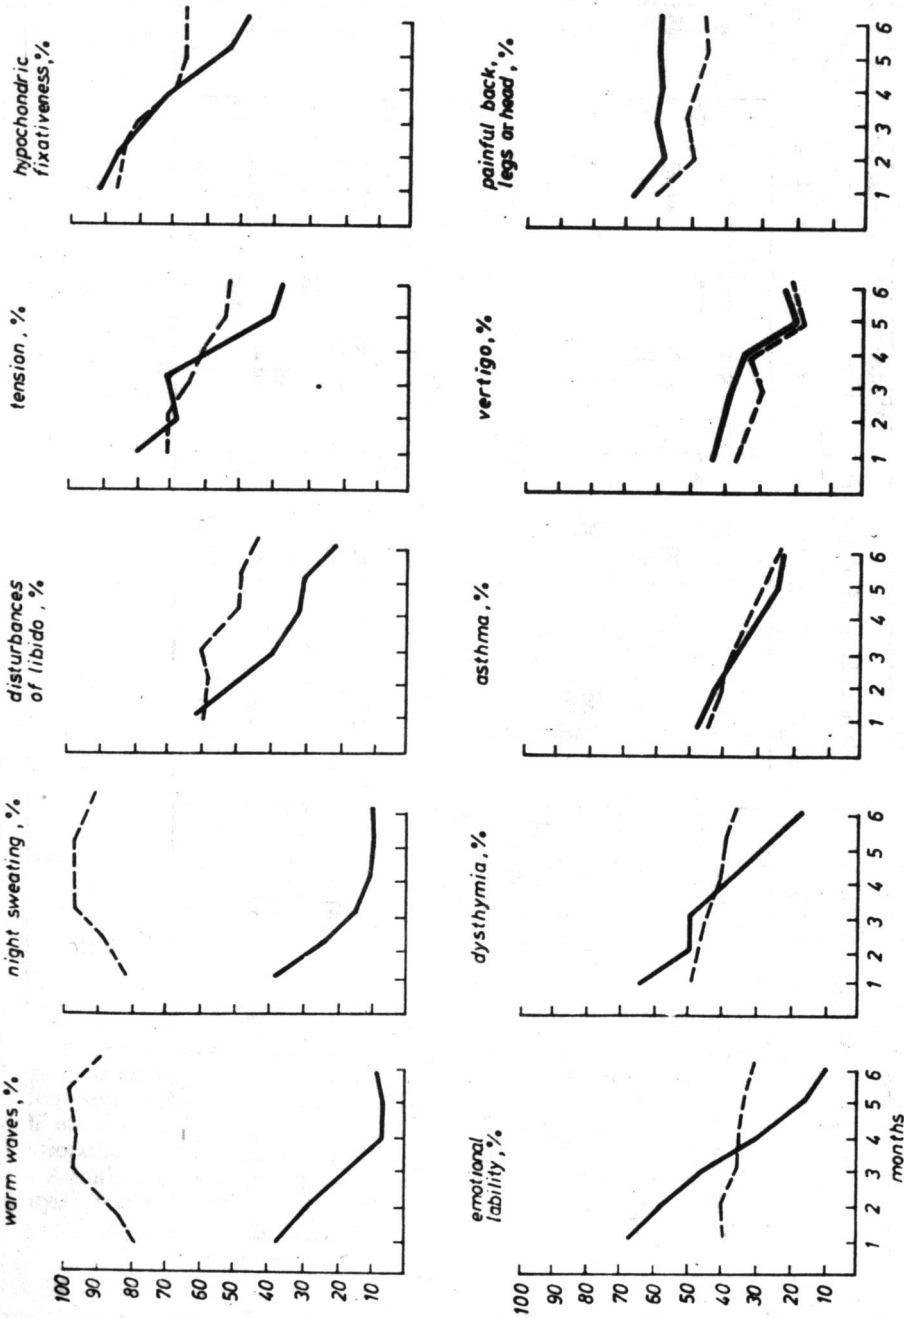 warm waves, %
night sweating, %
disturbances
of libido, %
tension, %
hypochondric
fixativeness, %
100
90
80
70
60
50
40
30
20
10
emotional
lability, %
dysthymia, %
asthma, %
vertigo, %
painful back,
legs or head, %
100
90
80
70
60
50
40
30
20
10
1 2 3 4 5 6
1 2 3 4 5 6
1 2 3 4 5 6
1 2 3 4 5 6
1 2 3 4 5 6
months